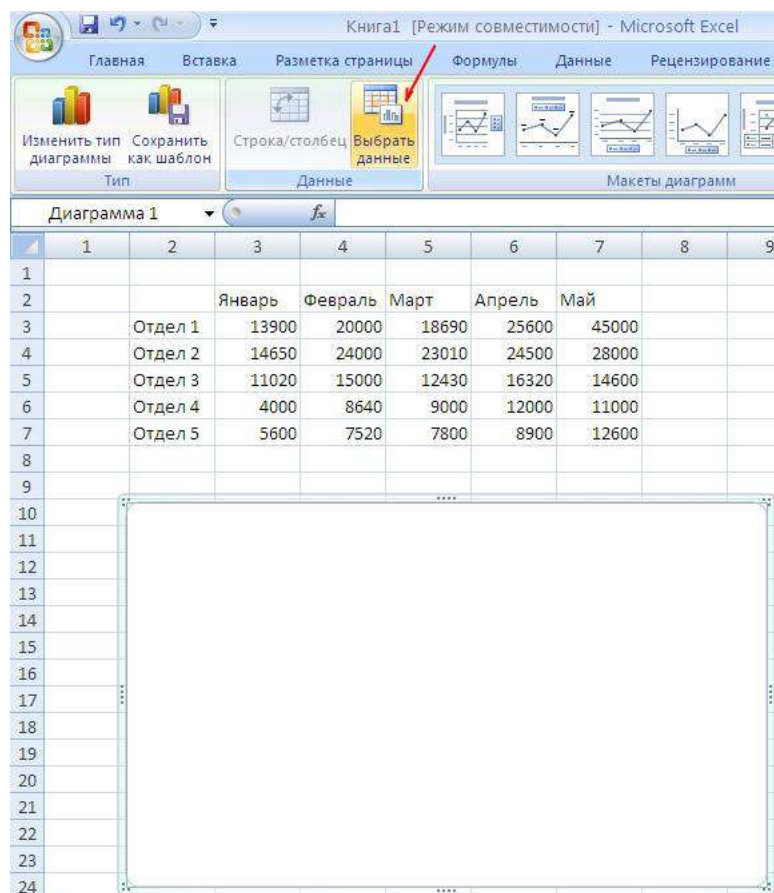 Книга1 [Режим совместимости] - Microsoft Excel
Главная Вставка Разметка страницы Формулы Данные Рецензирование
Изменить тип диаграммы Сохранить как шаблон Строка/столбец Выбрать данные
Тип Данные Макеты диаграмм
Диаграмма 1 fx
1 2 3 4 5 6 7 8 9
1
2 Январь Февраль Март Апрель Май
3 Отдел 1 13900 20000 18690 25600 45000
4 Отдел 2 14650 24000 23010 24500 28000
5 Отдел 3 11020 15000 12430 16320 14600
6 Отдел 4 4000 8640 9000 12000 11000
7 Отдел 5 5600 7520 7800 8900 12600
8
9
10
11
12
13
14
15
16
17
18
19
20
21
22
23
24